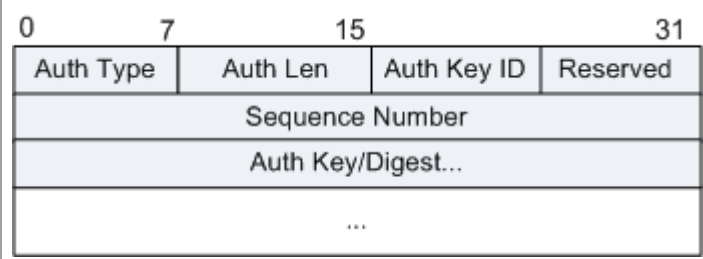 0 7 15 31
Auth Type Auth Len Auth Key ID Reserved
Sequence Number
Auth Key/Digest...
...